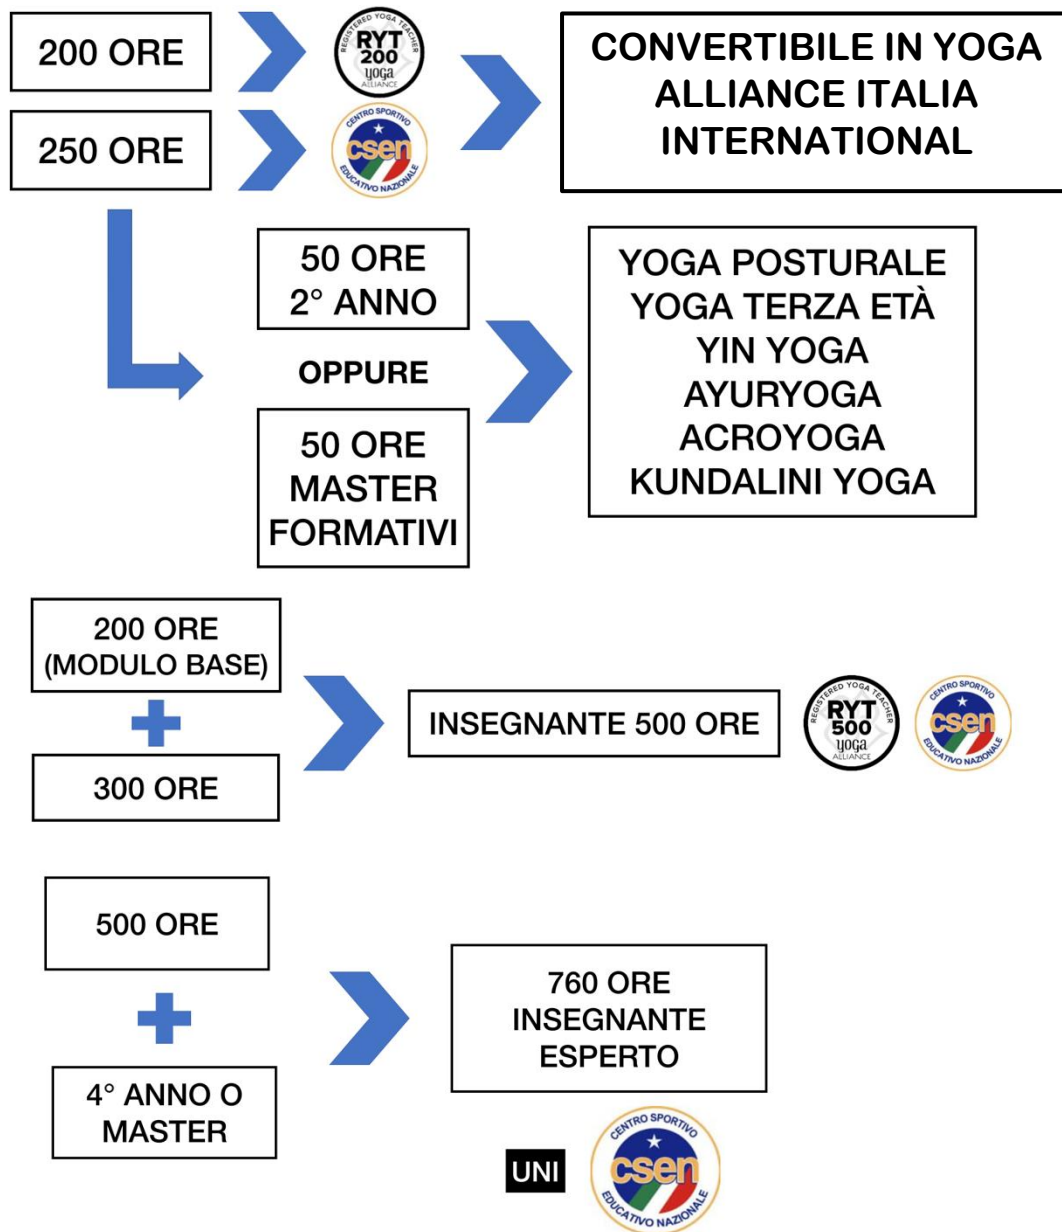 200 ORE
REGISTERED YOGA TEACHER
RYT
200
yoga
ALLIANCE
CONVERTIBILE IN YOGA
ALLIANCE ITALIA
INTERNATIONAL
250 ORE
CENTRO SPORTIVO
csen
EDUCATIVO NAZIONALE
50 ORE
2° ANNO
OPPURE
50 ORE
MASTER
FORMATIVI
YOGA POSTURALE
YOGA TERZA ETÀ
YIN YOGA
AYURYOGA
ACROYOGA
KUNDALINI YOGA
200 ORE
(MODULO BASE)
300 ORE
INSEGNANTE 500 ORE
REGISTERED YOGA TEACHER
RYT
500
yoga
ALLIANCE
CENTRO SPORTIVO
csen
EDUCATIVO NAZIONALE
500 ORE
4° ANNO O
MASTER
760 ORE
INSEGNANTE
ESPERTO
UNI
CENTRO SPORTIVO
csen
EDUCATIVO NAZIONALE